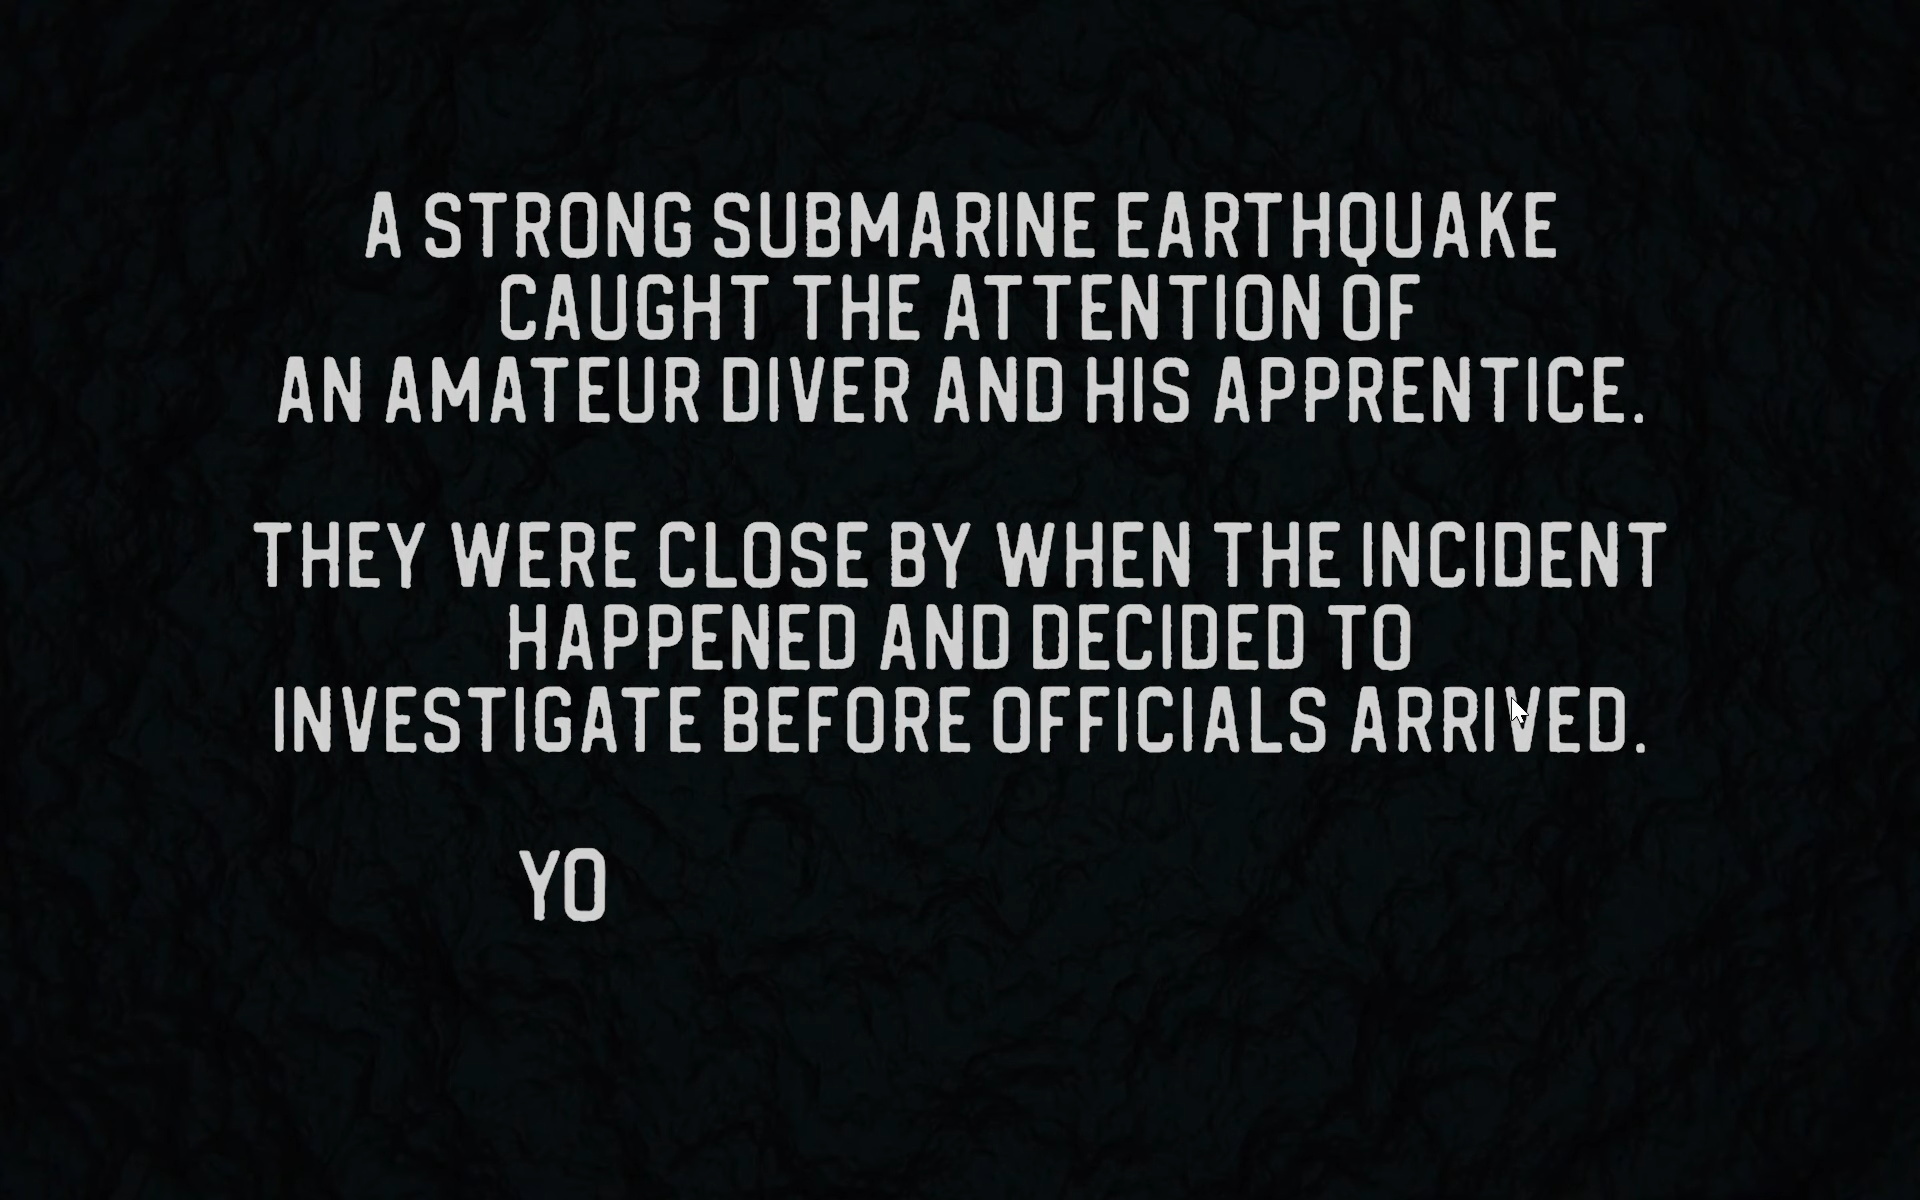 A STRONG SUBMARINE EARTHQUAKE
CAUGHT THE ATTENTION OF
AN AMATEUR DIVER AND HIS APPRENTICE.
THEY WERE CLOSE BY WHEN THE INCIDENT
HAPPENED AND DECIDED TO
INVESTIGATE BEFORE OFFICIALS ARRIVED.
YO